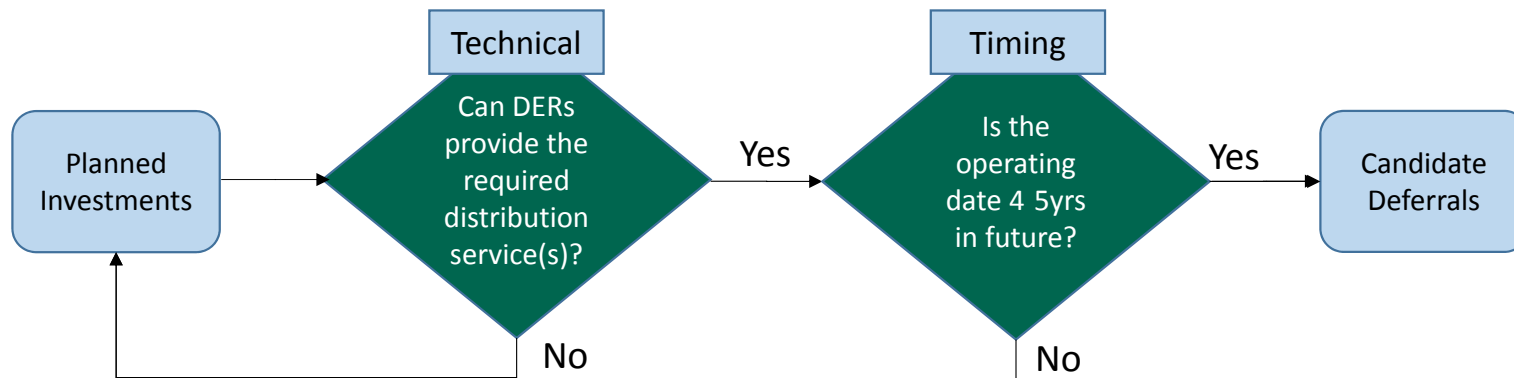 Planned
Investments
Technical
Can DERs
provide the
required
distribution
service(s)?
Yes
No
Timing
Is the
operating
date 4 5yrs
in future?
Yes
No
Candidate
Deferrals